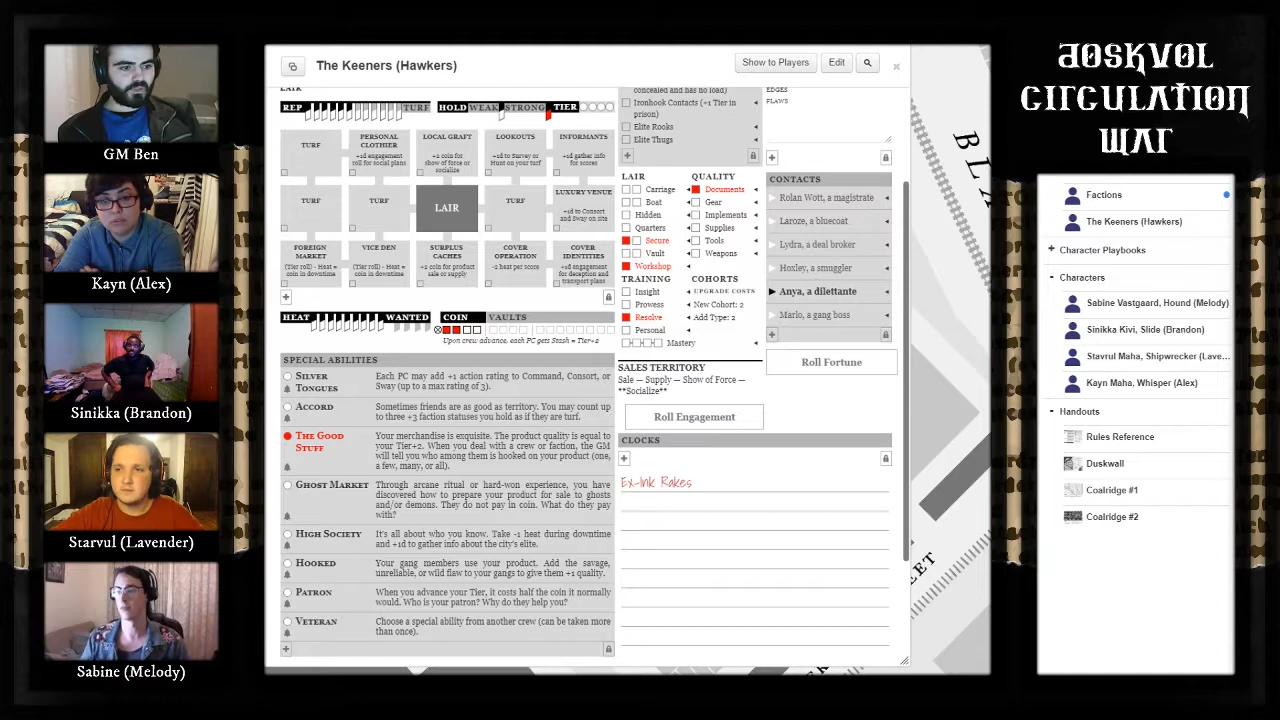 GM Ben
Kayn (Alex)
Sinikka (Brandon)
Starvul (Lavender)
Sabine (Melody)
The Keeners (Hawkers)
Show to Players
Edit
LAIR
REP
TURF
HOLD WEAK STRONG TIER
TURF
PERSONAL CLOTHIER
+1d engagement roll for social plans
LOCAL GRAFT
+2 coin for show of force or socialize
LOOKOUTS
+1d to Survey or Hunt on your turf
INFORMANTS
+1d gather info for scores
TURF
TURF
LAIR
TURF
LUXURY VENUE
+1d to Consort and Sway on site
FOREIGN MARKET
(Tier roll) - Heat = coin in downtime
VICE DEN
(Tier roll) - Heat = coin in downtime
SURPLUS CACHES
+2 coin for product sale or supply
COVER OPERATION
-2 heat per score
COVER IDENTITIES
+1d engagement for deception and transport plans
HEAT
WANTED
COIN
VAULTS
Upon crew advance, each PC gets Stash = Tier+2
SPECIAL ABILITIES
SILVER TONGUES
Each PC may add +1 action rating to Command, Consort, or
Sway (up to a max rating of 3).
ACCORD
Sometimes friends are as good as territory. You may count up
to three +3 faction statuses you hold as if they are turf.
THE GOOD STUFF
Your merchandise is exquisite. The product quality is equal to
your Tier+2. When you deal with a crew or faction, the GM
will tell you who among them is hooked on your product (one,
a few, many, or all).
GHOST MARKET
Through arcane ritual or hard-won experience, you have
discovered how to prepare your product for sale to ghosts
and/or demons. They do not pay in coin. What do they pay
with?
HIGH SOCIETY
It's all about who you know. Take -1 heat during downtime
and +1d to gather info about the city's elite.
HOOKED
Your gang members use your product. Add the savage,
unreliable, or wild flaw to your gangs to give them +1 quality.
PATRON
When you advance your Tier, it costs half the coin it normally
would. Who is your patron? Why do they help you?
VETERAN
Choose a special ability from another crew (can be taken more
than once).
concealed and has no load)
Ironhook Contacts (+1 Tier in
prison)
Elite Rooks
Elite Thugs
LAIR
Carriage
Boat
Hidden
Quarters
Secure
Vault
Workshop
TRAINING
Insight
Prowess
Resolve
Personal
Mastery
QUALITY
Documents
Gear
Implements
Supplies
Tools
Weapons
COHORTS
UPGRADE COSTS
New Cohort: 2
Add Type: 2
SALES TERRITORY
Sale — Supply — Show of Force —
**Socialize**
Roll Engagement
CLOCKS
Ex-Ink Rakes
EDGES
FLAWS
CONTACTS
Rolan Wott, a magistrate
Laroze, a bluecoat
Lydra, a deal broker
Hoxley, a smuggler
Anya, a dilettante
Marlo, a gang boss
Roll Fortune
BLA
EET
DOSKVOL
CIRCULATION
WAR
Factions
The Keeners (Hawkers)
Character Playbooks
Characters
Sabine Vastgaard, Hound (Melody)
Sinikka Kivi, Slide (Brandon)
Stavrul Maha, Shipwrecker (Lave...
Kayn Maha, Whisper (Alex)
Handouts
Rules Reference
Duskwall
Coalridge #1
Coalridge #2